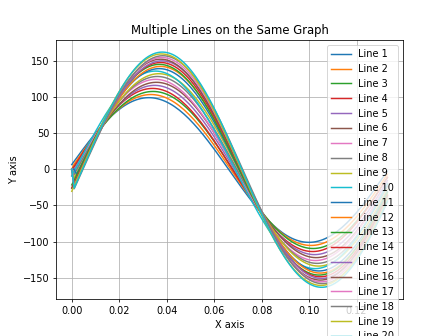 Multiple Lines on the Same Graph
Y axis
150
100
50
0
−50
−100
−150
0.00
0.02
0.04
0.06
0.08
0.10
X axis
Line 1
Line 2
Line 3
Line 4
Line 5
Line 6
Line 7
Line 8
Line 9
Line 10
Line 12
Line 13
Line 14
Line 15
Line 16
Line 17
Line 18
Line 19
Line 20